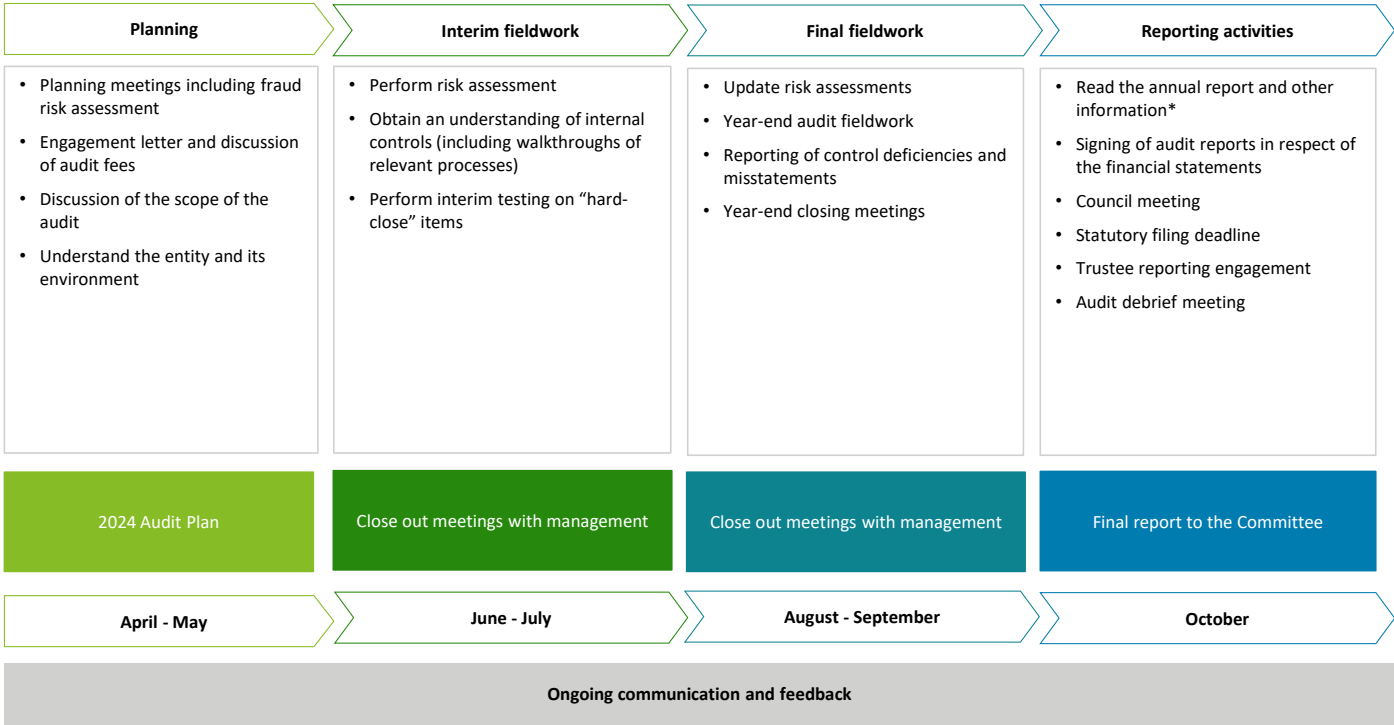 Planning
Interim fieldwork
Final fieldwork
Reporting activities
• Planning meetings including fraud
risk assessment
• Engagement letter and discussion
of audit fees
• Discussion of the scope of the
audit
• Understand the entity and its
environment
• Perform risk assessment
• Obtain an understanding of internal
controls (including walkthroughs of
relevant processes)
• Perform interim testing on “hard-
close” items
• Update risk assessments
• Year-end audit fieldwork
• Reporting of control deficiencies and
misstatements
• Year-end closing meetings
• Read the annual report and other
information*
• Signing of audit reports in respect of
the financial statements
• Council meeting
• Statutory filing deadline
• Trustee reporting engagement
• Audit debrief meeting
2024 Audit Plan
Close out meetings with management
Close out meetings with management
Final report to the Committee
April - May
June - July
August - September
October
Ongoing communication and feedback